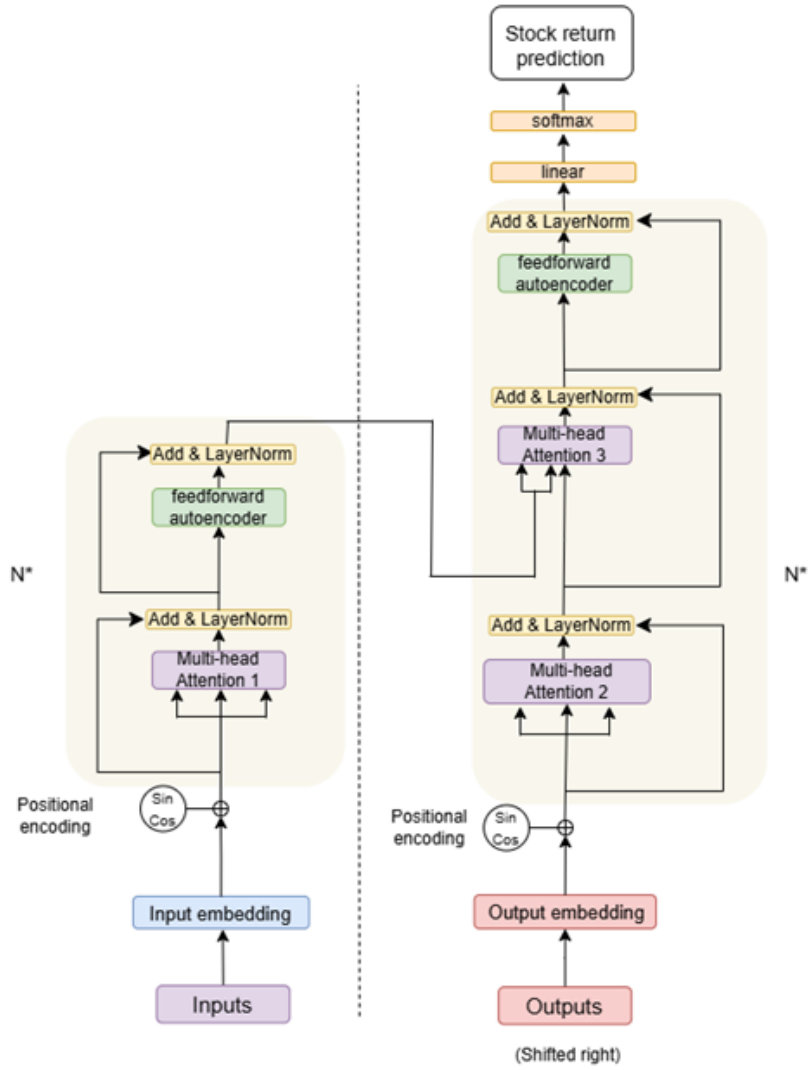 Stock return
prediction
softmax
linear
Add & LayerNorm
feedforward
autoencoder
Add & LayerNorm
Multi-head
Attention 3
Add & LayerNorm
Multi-head
Attention 2
N*
Positional
encoding
Sin
Cos
Output embedding
Outputs
(Shifted right)
Add & LayerNorm
feedforward
autoencoder
N*
Add & LayerNorm
Multi-head
Attention 1
Positional
encoding
Sin
Cos
Input embedding
Inputs